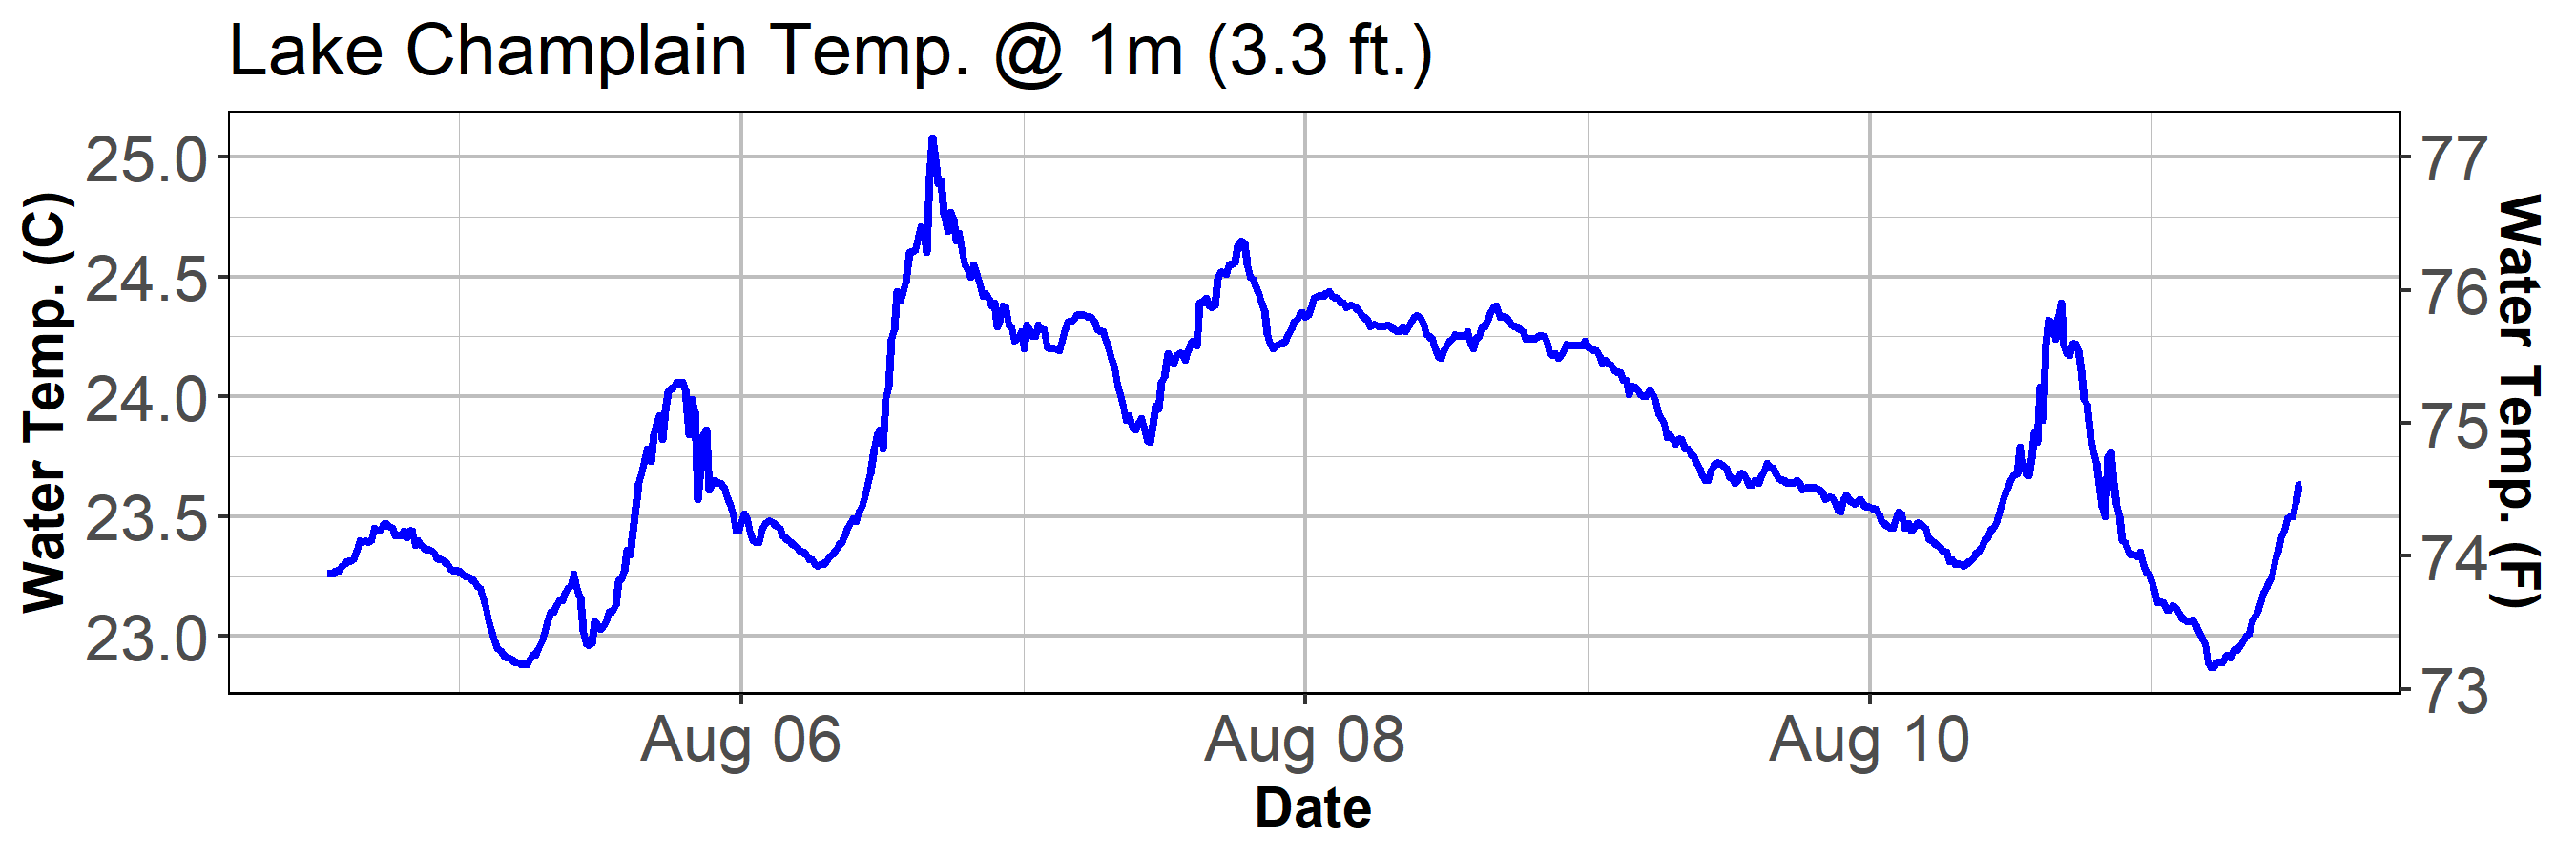 Lake Champlain Temp. @ 1m (3.3 ft.)
Water Temp. (C)
25.0
24.5
24.0
23.5
23.0
77
76
75
74
73
Water Temp. (F)
Aug 06 Aug 08 Aug 10
Date